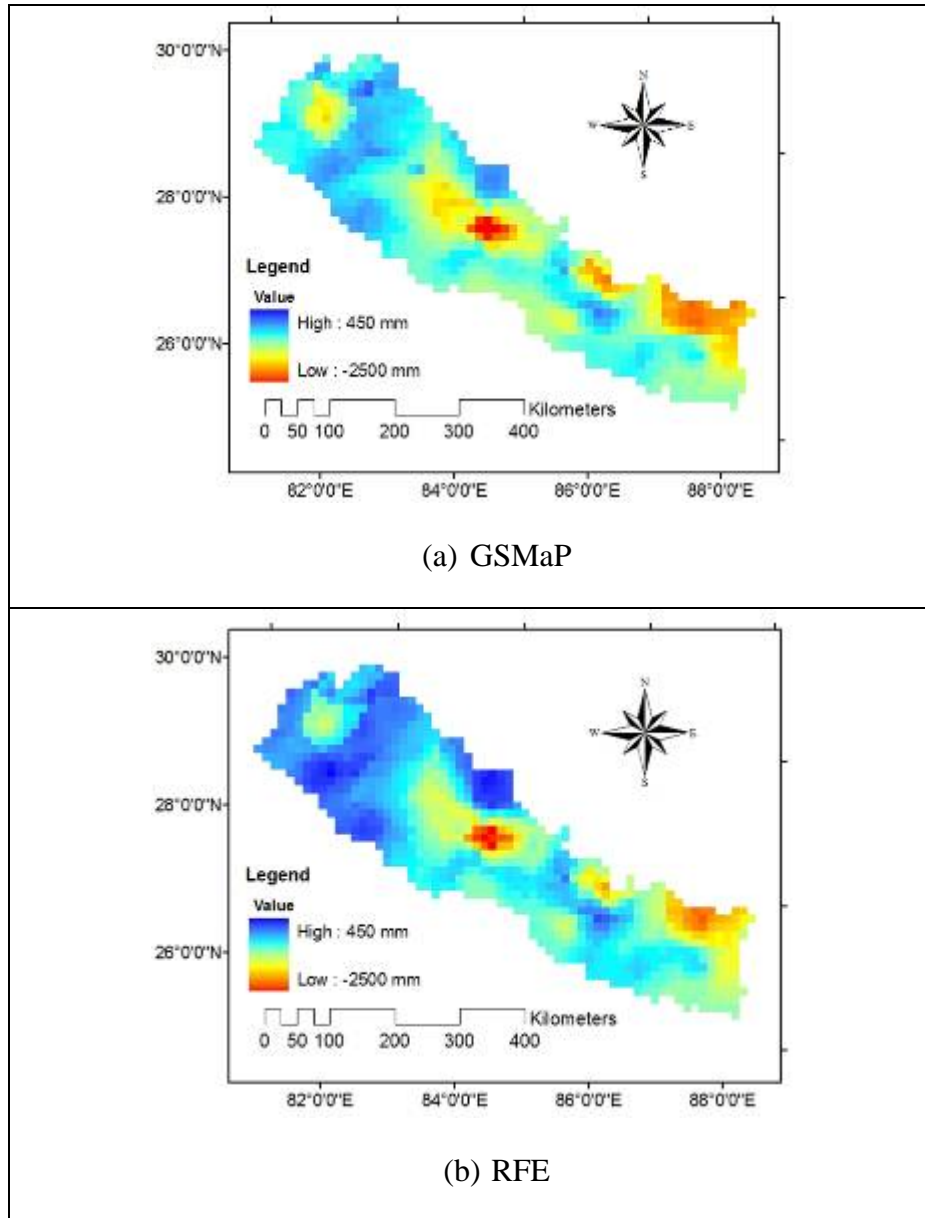 30°0'0"N
28°0'0"N
26°0'0"N
N
W
E
S
Legend
Value
High : 450 mm
Low : -2500 mm
Kilometers
0 50 100 200 300 400
82°0'0"E 84°0'0"E 86°0'0"E 88°0'0"E
(a) GSMaP
30°0'0"N
28°0'0"N
26°0'0"N
N
W
E
S
Legend
Value
High : 450 mm
Low : -2500 mm
Kilometers
0 50 100 200 300 400
82°0'0"E 84°0'0"E 86°0'0"E 88°0'0"E
(b) RFE